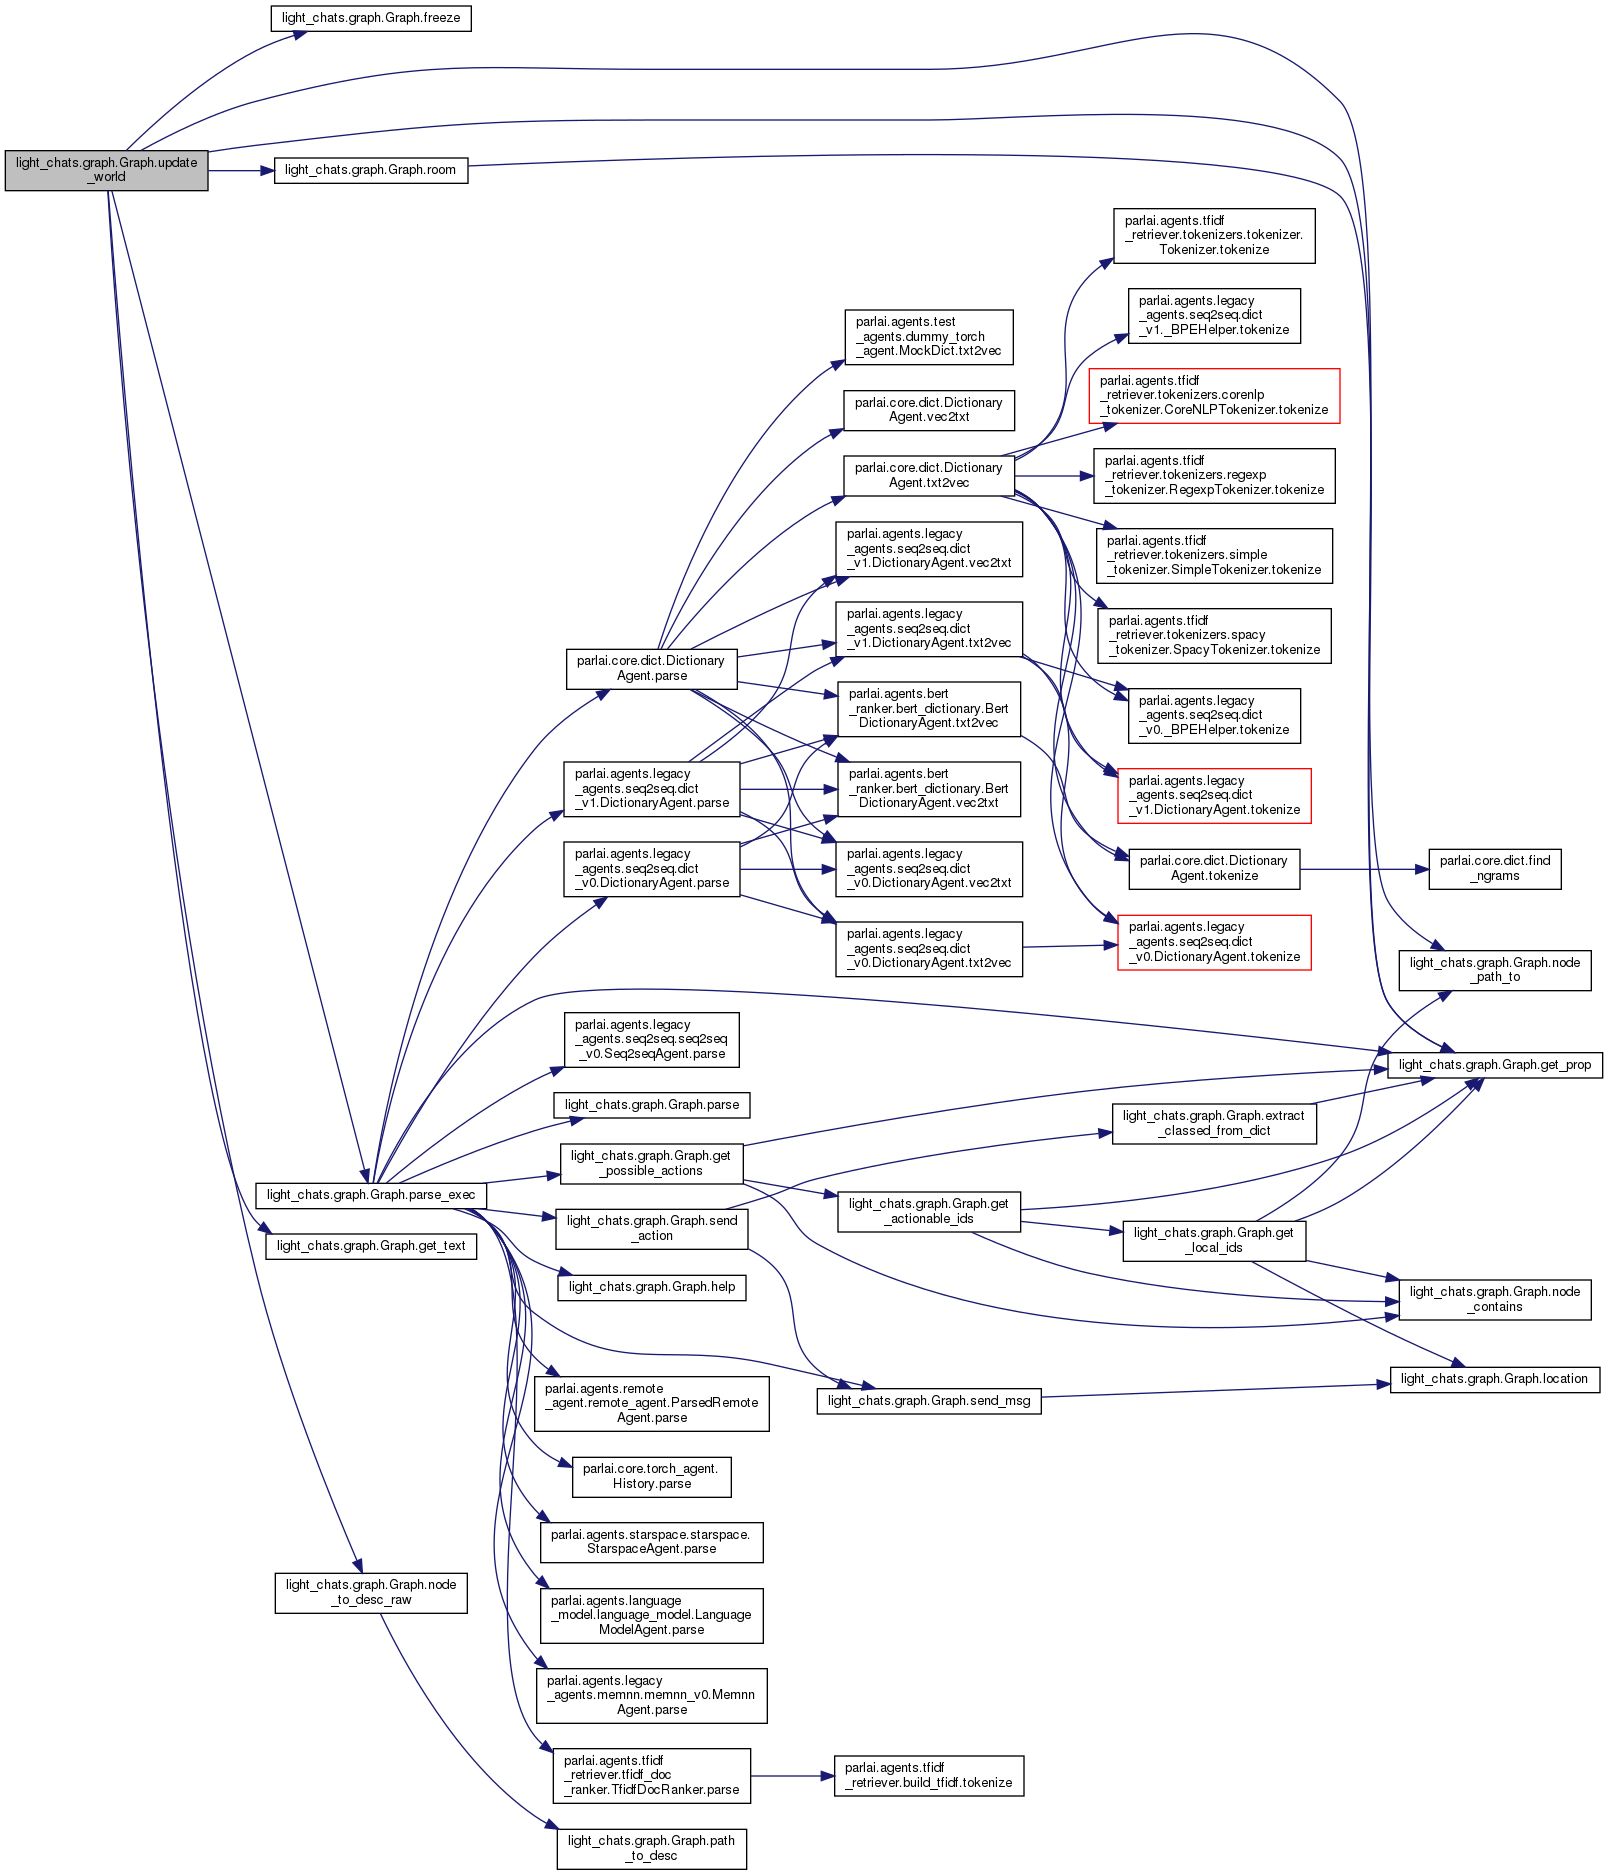 light_chats.graph.Graph.freeze
light_chats.graph.Graph.update
_world
light_chats.graph.Graph.room
parlai.agents.tfidf
_retriever.tokenizers.tokenizer.
Tokenizer.tokenize
parlai.agents.legacy
_agents.seq2seq.dict
_v1._BPEHelper.tokenize
parlai.agents.test
_agents.dummy_torch
_agent.MockDict.txt2vec
parlai.agents.tfidf
_retriever.tokenizers.corenlp
_tokenizer.CoreNLPTokenizer.tokenize
parlai.core.dict.Dictionary
Agent.vec2txt
parlai.core.dict.Dictionary
Agent.txt2vec
parlai.agents.tfidf
_retriever.tokenizers.regexp
_tokenizer.RegexpTokenizer.tokenize
parlai.agents.legacy
_agents.seq2seq.dict
_v1.DictionaryAgent.vec2txt
parlai.agents.tfidf
_retriever.tokenizers.simple
_tokenizer.SimpleTokenizer.tokenize
parlai.agents.legacy
_agents.seq2seq.dict
_v1.DictionaryAgent.txt2vec
parlai.agents.tfidf
_retriever.tokenizers.spacy
_tokenizer.SpacyTokenizer.tokenize
parlai.core.dict.Dictionary
Agent.parse
parlai.agents.bert
_ranker.bert_dictionary.Bert
DictionaryAgent.txt2vec
parlai.agents.legacy
_agents.seq2seq.dict
_v0._BPEHelper.tokenize
parlai.agents.legacy
_agents.seq2seq.dict
_v1.DictionaryAgent.parse
parlai.agents.bert
_ranker.bert_dictionary.Bert
DictionaryAgent.vec2txt
parlai.agents.legacy
_agents.seq2seq.dict
_v1.DictionaryAgent.tokenize
parlai.agents.legacy
_agents.seq2seq.dict
_v0.DictionaryAgent.parse
parlai.agents.legacy
_agents.seq2seq.dict
_v0.DictionaryAgent.vec2txt
parlai.core.dict.Dictionary
Agent.tokenize
parlai.core.dict.find
_ngrams
parlai.agents.legacy
_agents.seq2seq.dict
_v0.DictionaryAgent.txt2vec
parlai.agents.legacy
_agents.seq2seq.dict
_v0.DictionaryAgent.tokenize
light_chats.graph.Graph.node
_path_to
parlai.agents.legacy
_agents.seq2seq.seq2seq
_v0.Seq2seqAgent.parse
light_chats.graph.Graph.get_prop
light_chats.graph.Graph.parse
light_chats.graph.Graph.extract
_classed_from_dict
light_chats.graph.Graph.get
_possible_actions
light_chats.graph.Graph.parse_exec
light_chats.graph.Graph.get
_actionable_ids
light_chats.graph.Graph.send
_action
light_chats.graph.Graph.get
_local_ids
light_chats.graph.Graph.get_text
light_chats.graph.Graph.help
light_chats.graph.Graph.node
_contains
light_chats.graph.Graph.location
parlai.agents.remote
_agent.remote_agent.ParsedRemote
Agent.parse
light_chats.graph.Graph.send_msg
parlai.core.torch_agent.
History.parse
parlai.agents.starspace.starspace.
StarspaceAgent.parse
light_chats.graph.Graph.node
_to_desc_raw
parlai.agents.language
_model.language_model.Language
ModelAgent.parse
parlai.agents.legacy
_agents.memnn.memnn_v0.Memnn
Agent.parse
parlai.agents.tfidf
_retriever.tfidf_doc
_ranker.TfidfDocRanker.parse
parlai.agents.tfidf
_retriever.build_tfidf.tokenize
light_chats.graph.Graph.path
_to_desc